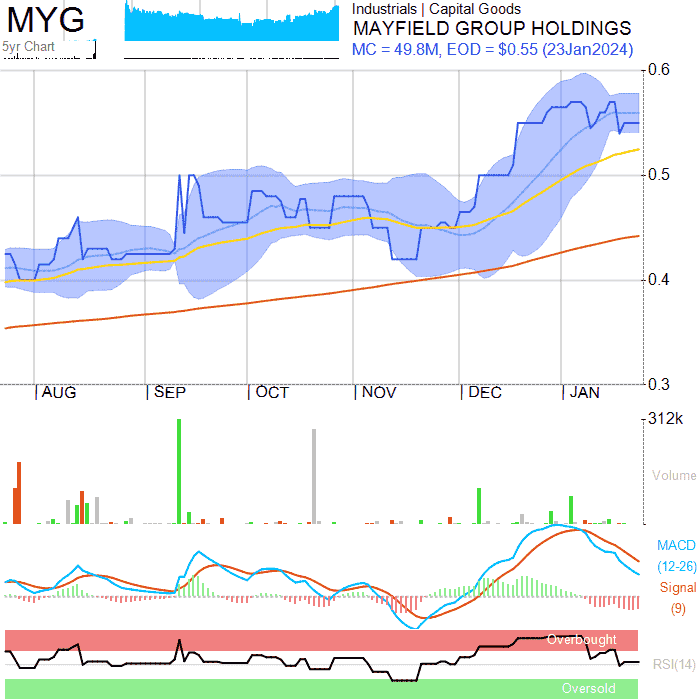 MYG
5yr Chart
Industrials | Capital Goods
MAYFIELD GROUP HOLDINGS
MC = 49.8M, EOD = $0.55 (23Jan2024)
0.6
0.5
0.4
0.3
AUG SEP OCT NOV DEC JAN
312k
Volume
MACD
(12-26)
Signal
(9)
Overbought
RSI(14)
Oversold